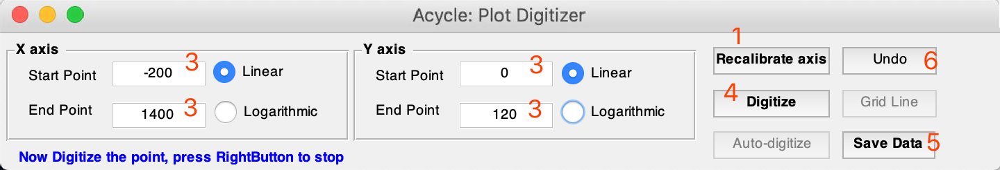 Acycle: Plot Digitizer
1
X axis
Start Point -200 3 Linear
End Point 1400 3 Logarithmic
Y axis
Start Point 0 3 Linear
End Point 120 3 Logarithmic
Recalibrate axis Undo 6
4 Digitize Grid Line
Auto-digitize Save Data 5
Now Digitize the point, press RightButton to stop